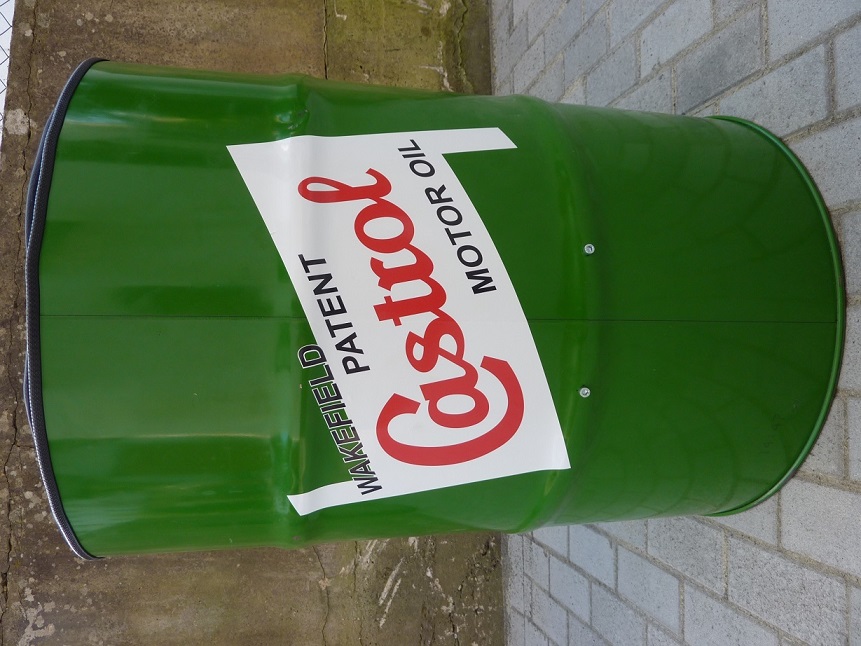 WAKEFIELD
PATENT
Castrol
MOTOR OIL